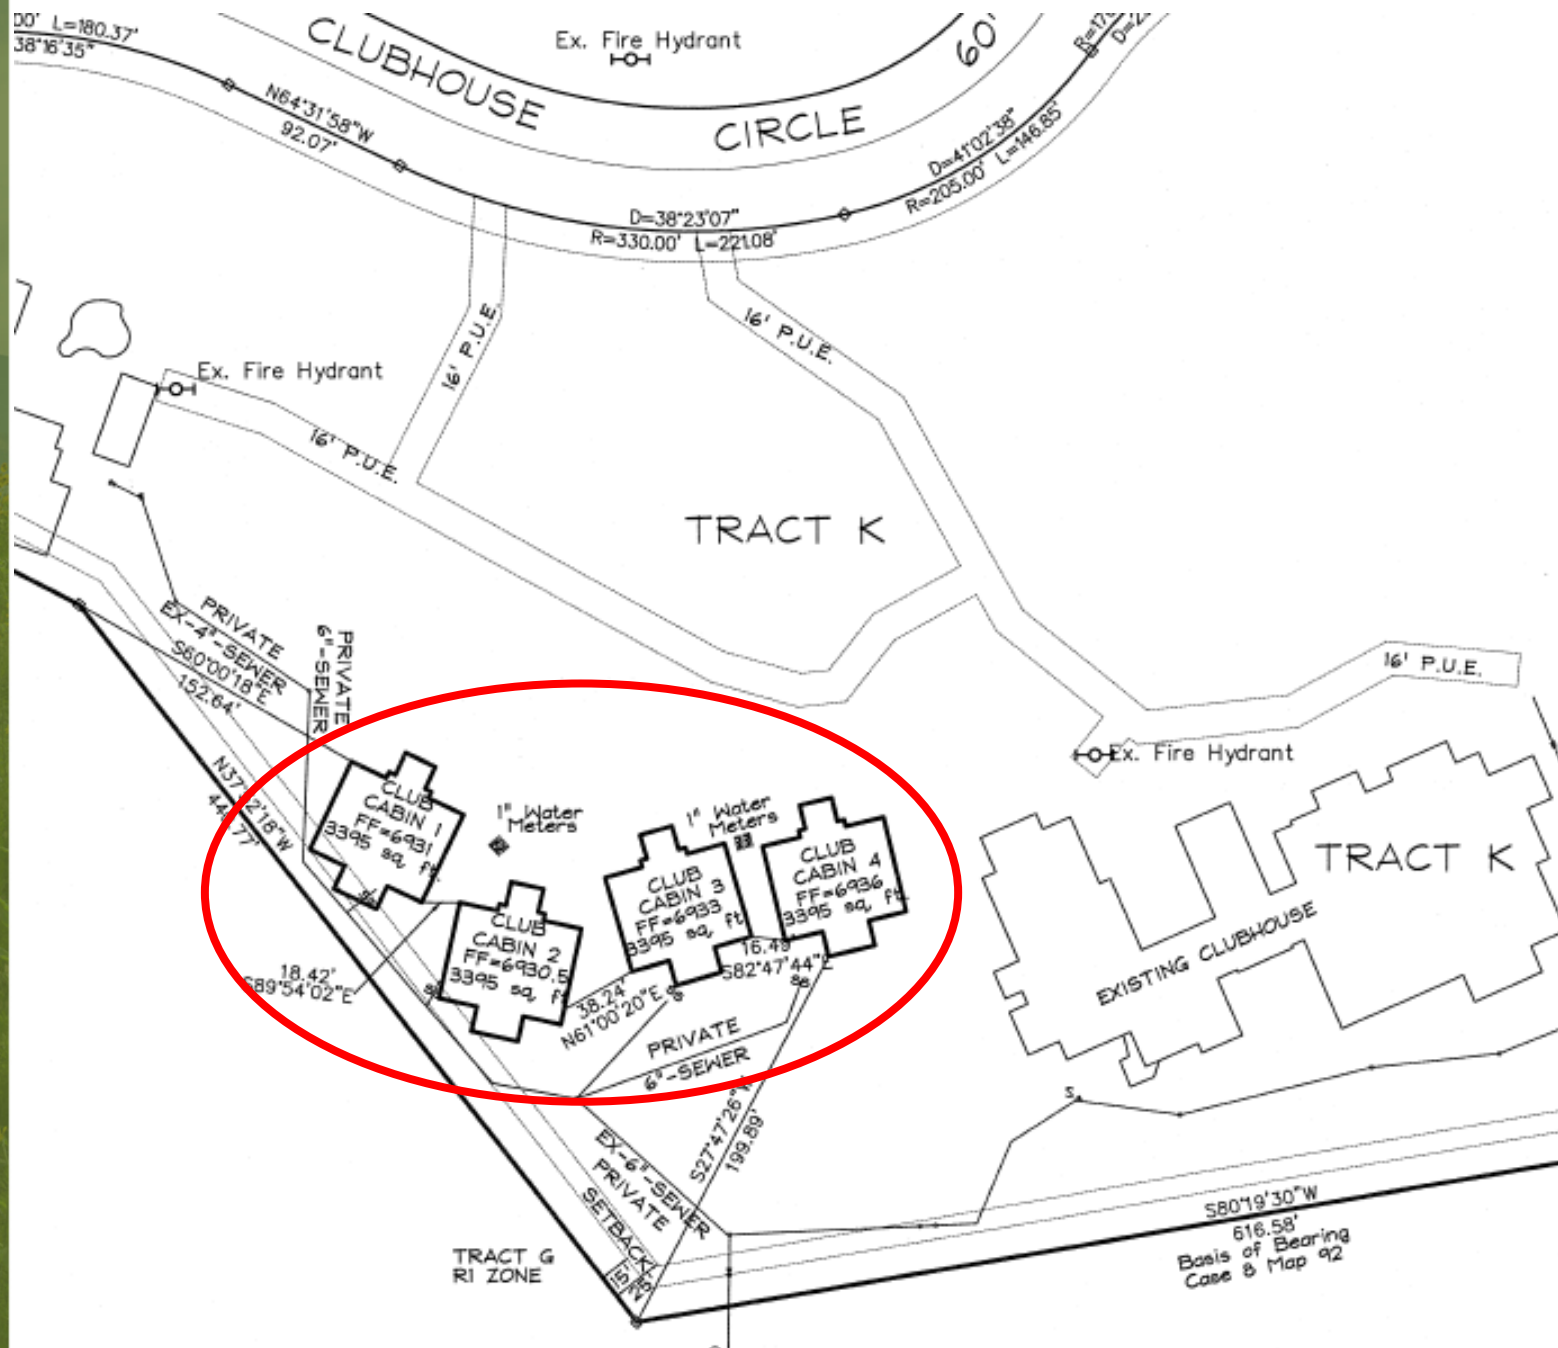 00' L=180.37'
38°16'35"
N64°31'58"W
92.07'
CLUBHOUSE
CIRCLE
60'
Ex. Fire Hydrant
D=38°23'07"
R=330.00' L=221.08'
D=41°02'38"
R=205.00' L=146.85'
16' P.U.E.
16' P.U.E.
Ex. Fire Hydrant
16' P.U.E.
TRACT K
16' P.U.E.
Ex. Fire Hydrant
TRACT K
EXISTING CLUBHOUSE
PRIVATE
EX-4"-SEWER
S60°00'18"E
152.64'
PRIVATE
6"-SEWER
CLUB
CABIN 1
FF=6931
3395 sq ft.
1" Water
Meters
CLUB
CABIN 2
FF=6930.5
3395 sq ft
1" Water
Meters
CLUB
CABIN 3
FF=6933
3395 sq ft
CLUB
CABIN 4
FF=6936
3395 sq ft.
18.42'
S89°54'02"E
38.24'
N61°00'20"E
S82°47'44"E
PRIVATE
6"-SEWER
S27°47'26"W
199.89'
EX-6"-SEWER
PRIVATE
SETBACK
15'
TRACT G
R1 ZONE
S80°19'30"W
616.58'
Basis of Bearing
Case 8 Map 92